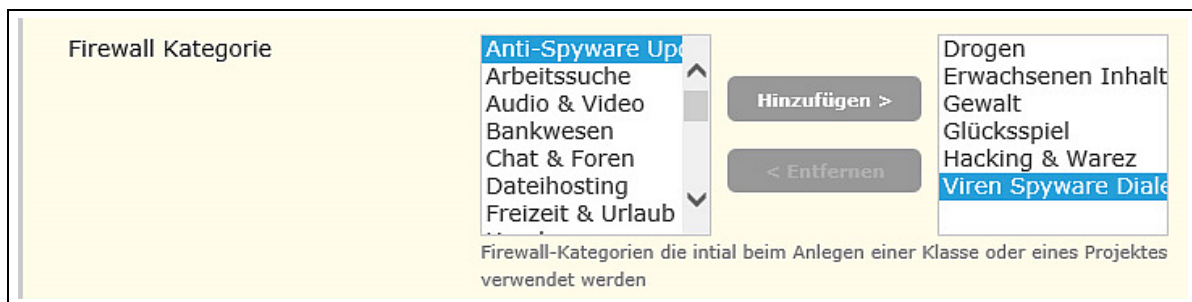 Firewall Kategorie
Anti-Spyware Upd
Arbeitssuche
Audio & Video
Bankwesen
Chat & Foren
Dateihosting
Freizeit & Urlaub
Hinzufügen >
< Entfernen
Drogen
Erwachsenen Inhalt
Gewalt
Glücksspiel
Hacking & Warez
Viren Spyware Diale
Firewall-Kategorien die intial beim Anlegen einer Klasse oder eines Projektes
verwendet werden